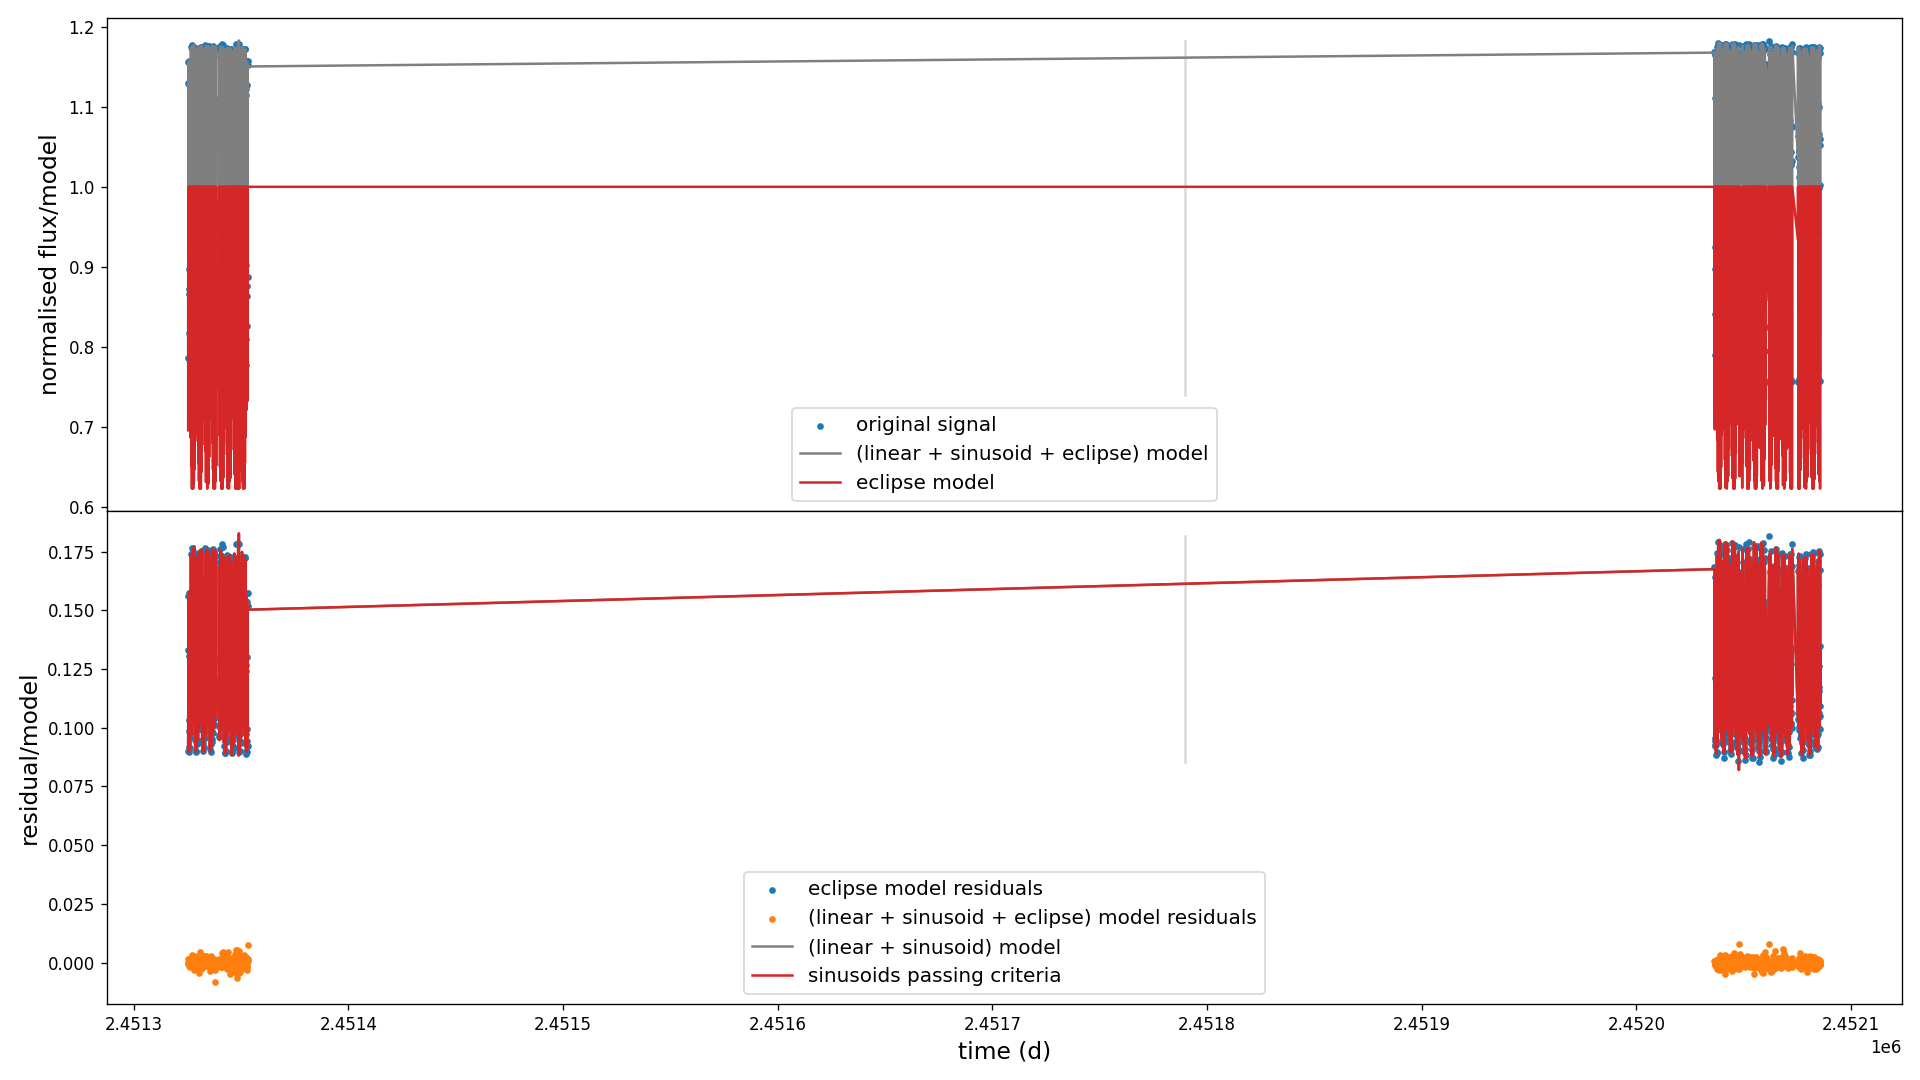 1.2
1.1
1.0
0.9
0.8
0.7
0.6
normalised flux/model
original signal
(linear + sinusoid + eclipse) model
eclipse model
0.175
0.150
0.125
0.100
0.075
0.050
0.025
0.000
residual/model
eclipse model residuals
(linear + sinusoid + eclipse) model residuals
(linear + sinusoid) model
sinusoids passing criteria
2.4513 2.4514 2.4515 2.4516 2.4517 2.4518 2.4519 2.4520 2.4521
1e6
time (d)